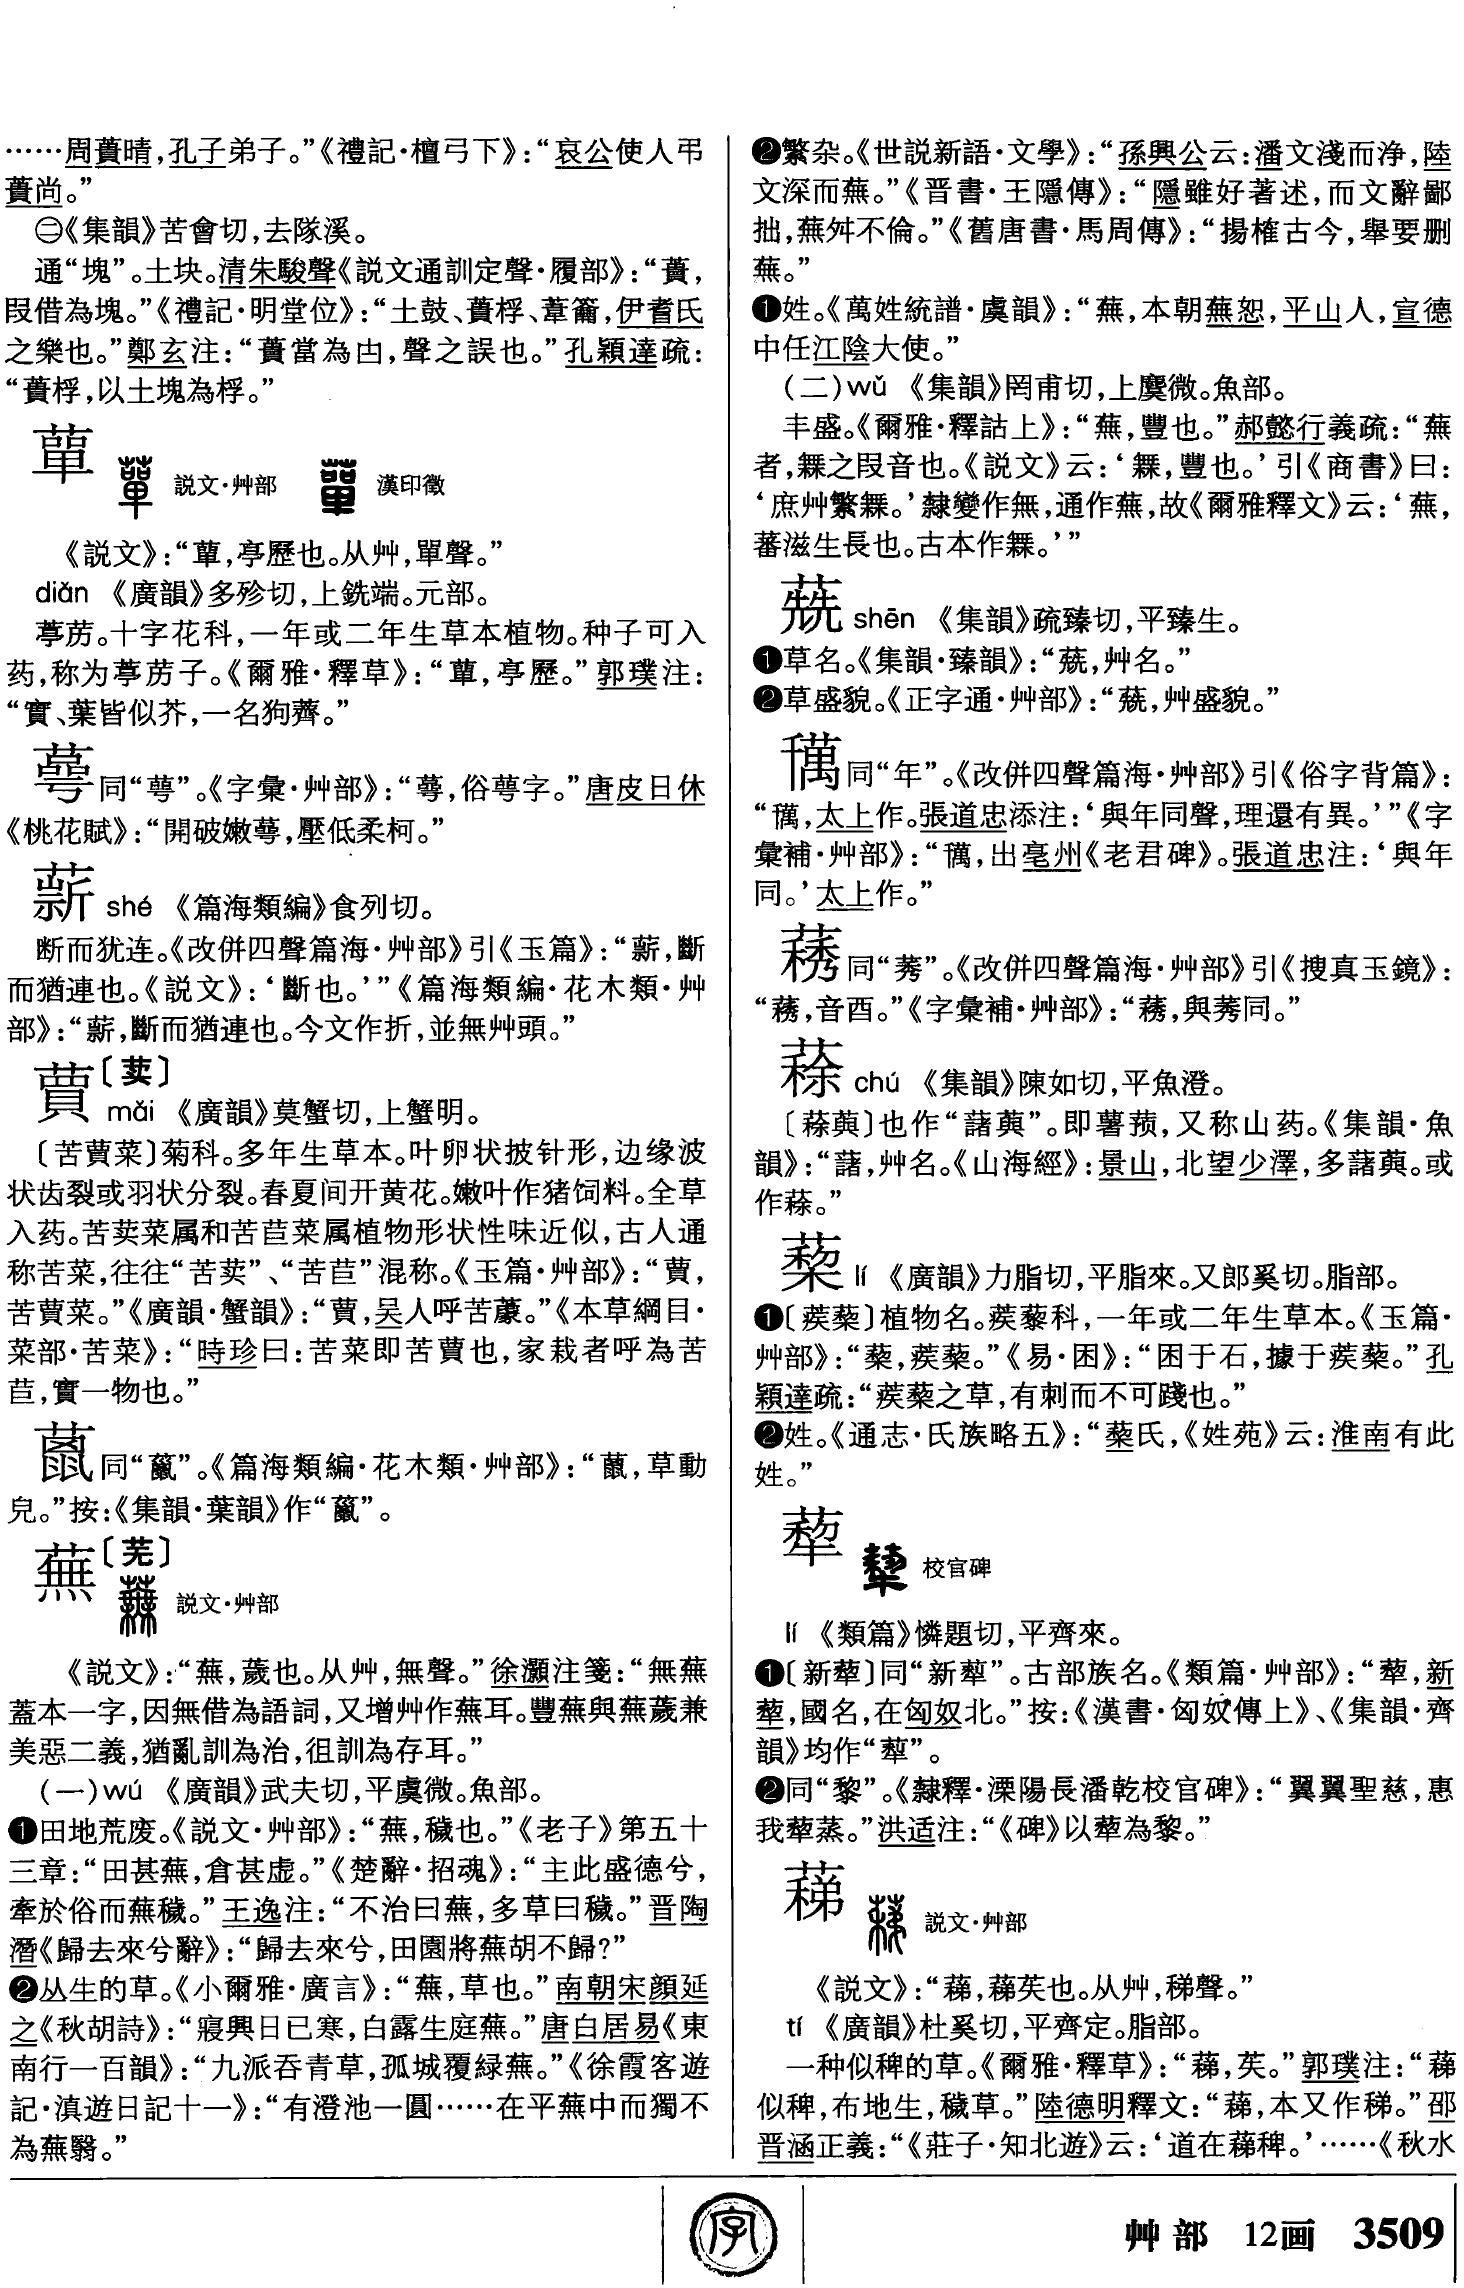 ……周蕢晴，孔子弟子。”《禮記·檀弓下》：“哀公使人弔
蕢尚。”
㊁《集韻》苦會切，去隊溪。
通“塊”。土块。清朱駿聲《説文通訓定聲·履部》：“蕢，
叚借為塊。”《禮記·明堂位》：“土鼓、蕢桴、葦籥，伊耆氏
之樂也。”鄭玄注：“蕢當為凷，聲之誤也。”孔穎達疏：
“蕢桴，以土塊為桴。”
蕇 説文·艸部 漢印徵
《説文》：“蕇，亭歷也。从艸，單聲。”
diǎn 《廣韻》多殄切，上銑端。元部。
葶苈。十字花科，一年或二年生草本植物。种子可入
药，称为葶苈子。《爾雅·釋草》：“蕇，亭歷。”郭璞注：
“實、葉皆似芥，一名狗薺。”
同“萼”。《字彙·艸部》：“，俗萼字。”唐皮日休
《桃花賦》：“開破嫩，壓低柔柯。”
shé 《篇海類編》食列切。
断而犹连。《改併四聲篇海·艸部》引《玉篇》：“，斷
而猶連也。《説文》：‘斷也。’”《篇海類編·花木類·艸
部》：“，斷而猶連也。今文作折，並無艸頭。”
蕒〔荬〕
mǎi 《廣韻》莫蟹切，上蟹明。
〔苦蕒菜〕菊科。多年生草本。叶卵状披针形，边缘波
状齿裂或羽状分裂。春夏间开黄花。嫩叶作猪饲料。全草
入药。苦荬菜属和苦苣菜属植物形状性味近似，古人通
称苦菜，往往“苦荬”、“苦苣”混称。《玉篇·艸部》：“蕒，
苦蕒菜。”《廣韻·蟹韻》：“蕒，吴人呼苦蘪。”《本草綱目·
菜部·苦菜》：“時珍曰：苦菜即苦蕒也，家栽者呼為苦
苣，實一物也。”
同“”。《篇海類編·花木類·艸部》：“，草動
皃。”按：《集韻·葉韻》作“”。
蕪〔芜〕
説文·艸部
《説文》：“蕪，薉也。从艸，無聲。”徐灝注箋：“無蕪
蓋本一字，因無借為語詞，又增艸作蕪耳。豐蕪與蕪薉兼
美惡二義，猶亂訓為治，徂訓為存耳。”
(一)wú 《廣韻》武夫切，平虞微。魚部。
❶田地荒废。《説文·艸部》：“蕪，穢也。”《老子》第五十
三章：“田甚蕪，倉甚虚。”《楚辭·招魂》：“主此盛德兮，
牽於俗而蕪穢。”王逸注：“不治曰蕪，多草曰穢。”晋陶
潛《歸去來兮辭》：“歸去來兮，田園將蕪胡不歸？”
❷丛生的草。《小爾雅·廣言》：“蕪，草也。”南朝宋顔延
之《秋胡詩》：“寢興日已寒，白露生庭蕪。”唐白居易《東
南行一百韻》：“九派吞青草，孤城覆緑蕪。”《徐霞客遊
記·滇遊日記十一》：“有澄池一圓……在平蕪中而獨不
為蕪翳。”
❷繁杂。《世説新語·文學》：“孫興公云：潘文淺而浄，陸
文深而蕪。”《晋書·王隱傳》：“隱雖好著述，而文辭鄙
拙，蕪舛不倫。”《舊唐書·馬周傳》：“揚榷古今，舉要删
蕪。”
❶姓。《萬姓統譜·虞韻》：“蕪，本朝蕪恕，平山人，宣德
中任江陰大使。”
(二)wǔ 《集韻》罔甫切，上麌微。魚部。
丰盛。《爾雅·釋詁上》：“蕪，豐也。”郝懿行義疏：“蕪
者，橆之叚音也。《説文》云：‘橆，豐也。’引《商書》曰：
‘庶艸繁橆。’隸變作無，通作蕪，故《爾雅釋文》云：‘蕪，
蕃滋生長也。古本作橆。’”
shēn 《集韻》疏臻切，平臻生。
❶草名。《集韻·臻韻》：“，艸名。”
❷草盛貌。《正字通·艸部》：“，艸盛貌。”
同“年”。《改併四聲篇海·艸部》引《俗字背篇》：
“，太上作。張道忠添注：‘與年同聲，理還有異。’”《字
彙補·艸部》：“，出亳州《老君碑》。張道忠注：‘與年
同。’太上作。”
同“莠”。《改併四聲篇海·艸部》引《搜真玉鏡》：
“，音酉。”《字彙補·艸部》：“，與莠同。”
chú 《集韻》陳如切，平魚澄。
〔藸〕也作“藷藇”。即薯蓣，又称山药。《集韻·魚
韻》：“藷，艸名。《山海經》：景山，北望少澤，多藷藇。或
作。”
蔾 lí 《廣韻》力脂切，平脂來。又郎奚切。脂部。
❶〔蒺蔾〕植物名。蒺藜科，一年或二年生草本。《玉篇·
艸部》：“蔾，蒺蔾。”《易·困》：“困于石，據于蒺蔾。”孔
穎達疏：“蒺蔾之草，有刺而不可踐也。”
❷姓。《通志·氏族略五》：“蔾氏，《姓苑》云：淮南有此
姓。”
校官碑
lí 《類篇》憐題切，平齊來。
❶〔新〕同“新犂”。古部族名。《類篇·艸部》：“，新
，國名，在匈奴北。”按：《漢書·匈奴傳上》、《集韻·齊
韻》均作“犂”。
❷同“黎”。《隸釋·溧陽長潘乾校官碑》：“翼翼聖慈，惠
我蒸。”洪适注：“《碑》以為黎。”
蕛 説文·艸部
《説文》：“蕛，蕛苵也。从艸，稊聲。”
tí 《廣韻》杜奚切，平齊定。脂部。
一种似稗的草。《爾雅·釋草》：“蕛，苵。”郭璞注：“蕛
似稗，布地生，穢草。”陸德明釋文：“蕛，本又作稊。”邵
晋涵正義：“《莊子·知北遊》云：‘道在蕛稗。’……《秋水
字
艸部 12画 3509